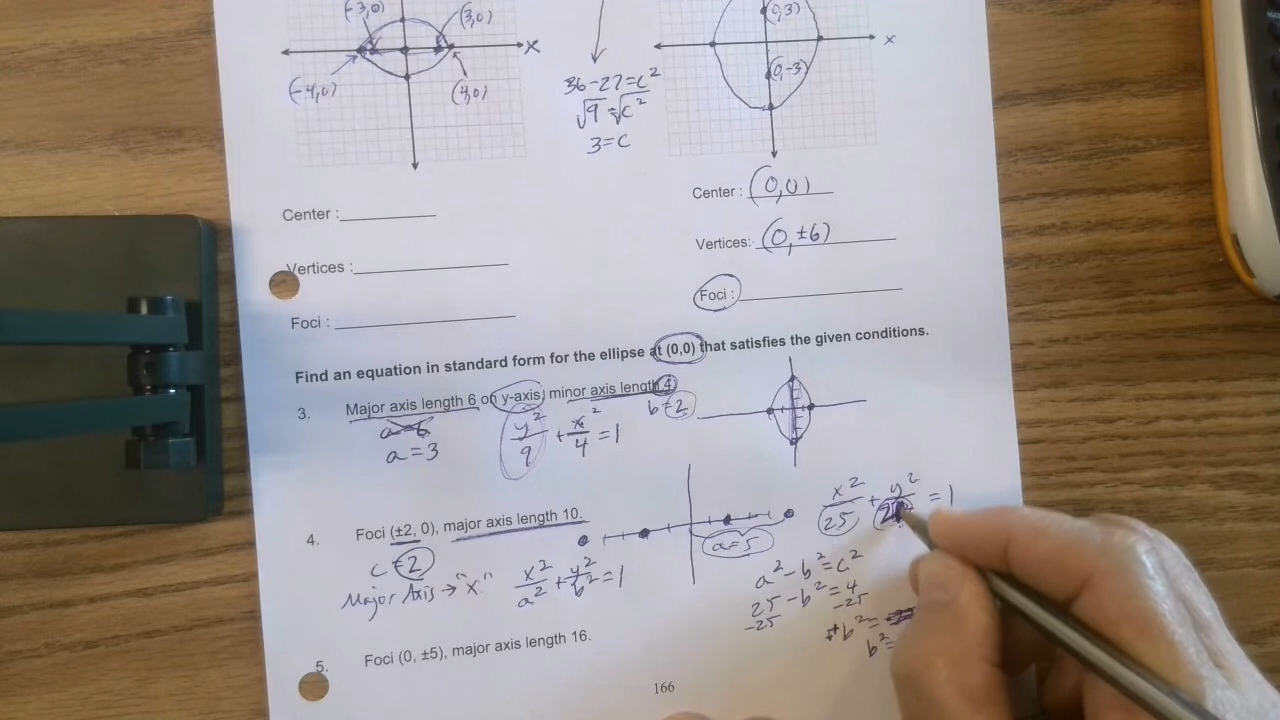 (-3,0)
(3,0)
x
(-4,0)
(4,0)
36-27=c²
√9=√c²
3=c
(0,3)
x
(0,-3)
Center :
Vertices :
Foci :
Center : (0,0)
Vertices: (0,±6)
Foci :
Find an equation in standard form for the ellipse at (0,0) that satisfies the given conditions.
3. Major axis length 6 on y-axis, minor axis length 4
a=6
a=3
y²/9 + x²/4 = 1
b=2
4. Foci (±2, 0), major axis length 10.
c=2
Major Axis → "x"
x²/a² + y²/b² = 1
a=5
x²/25 + y²/ = 1
a²-b²=c²
25-b²=4
-25 -25
b²=
b²=
5. Foci (0, ±5), major axis length 16.
166